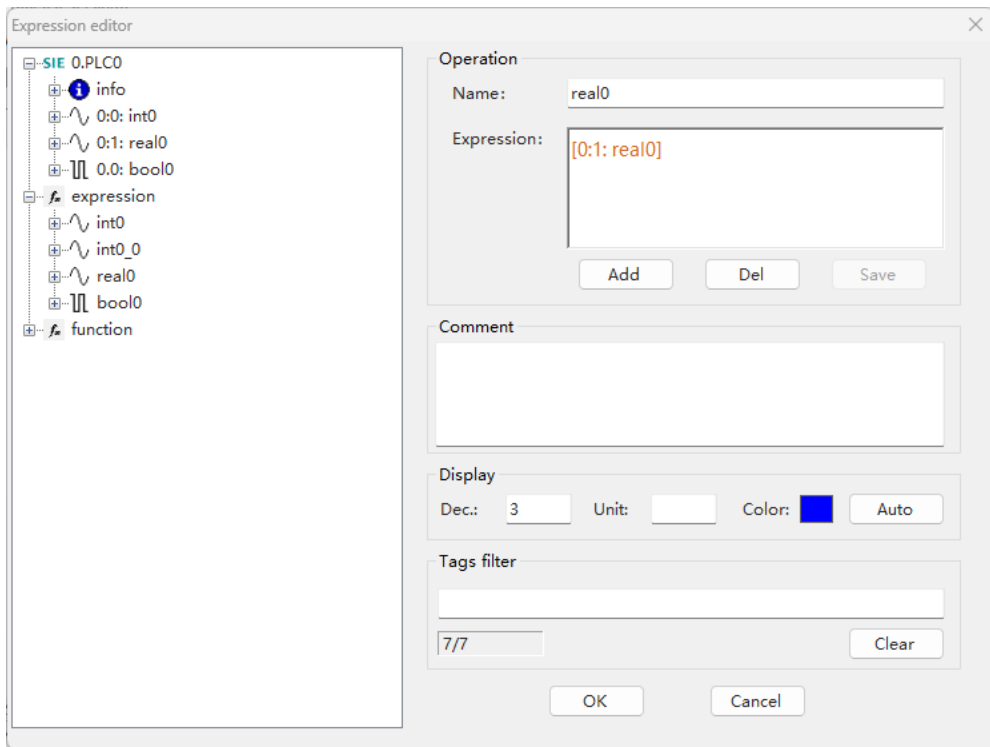 Expression editor
SIE 0.PLC0
info
0:0: int0
0:1: real0
0.0: bool0
expression
int0
int0_0
real0
bool0
function
Operation
Name: real0
Expression: [0:1: real0]
Add Del Save
Comment
Display
Dec.: 3 Unit: Color: Auto
Tags filter
7/7 Clear
OK Cancel